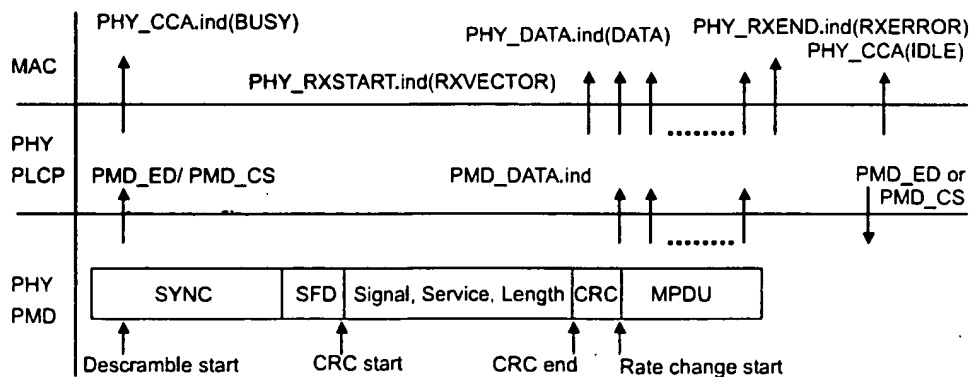 PHY_CCA.ind(BUSY)
PHY_DATA.ind(DATA)
PHY_RXEND.ind(RXERROR)
PHY_CCA(IDLE)
MAC
PHY_RXSTART.ind(RXVECTOR)
PHY
PLCP
PMD_ED/ PMD_CS
PMD_DATA.ind
PMD_ED or
PMD_CS
PHY
PMD
SYNC
SFD
Signal, Service, Length
CRC
MPDU
Descramble start
CRC start
CRC end
Rate change start